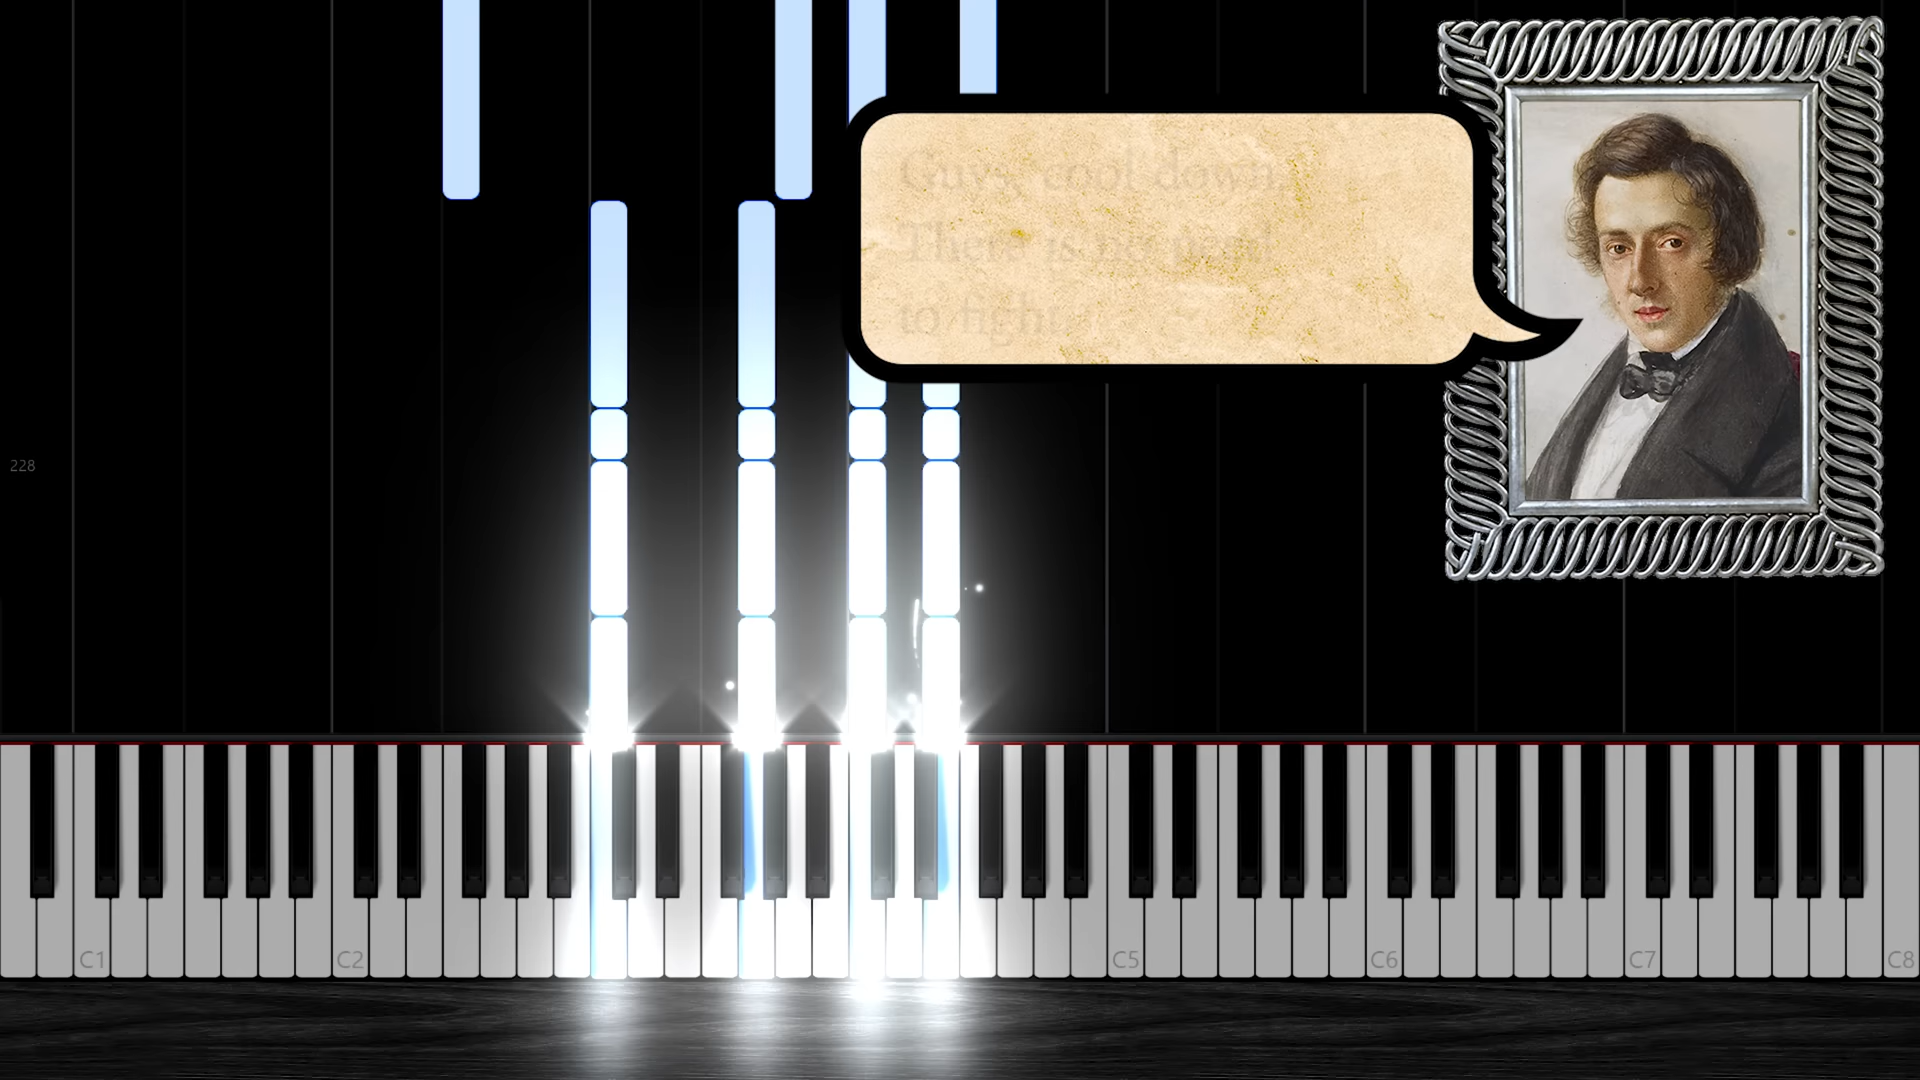 Guys, cool down.
There is no need
to fight.
228
C1
C2
C5
C6
C7
C8